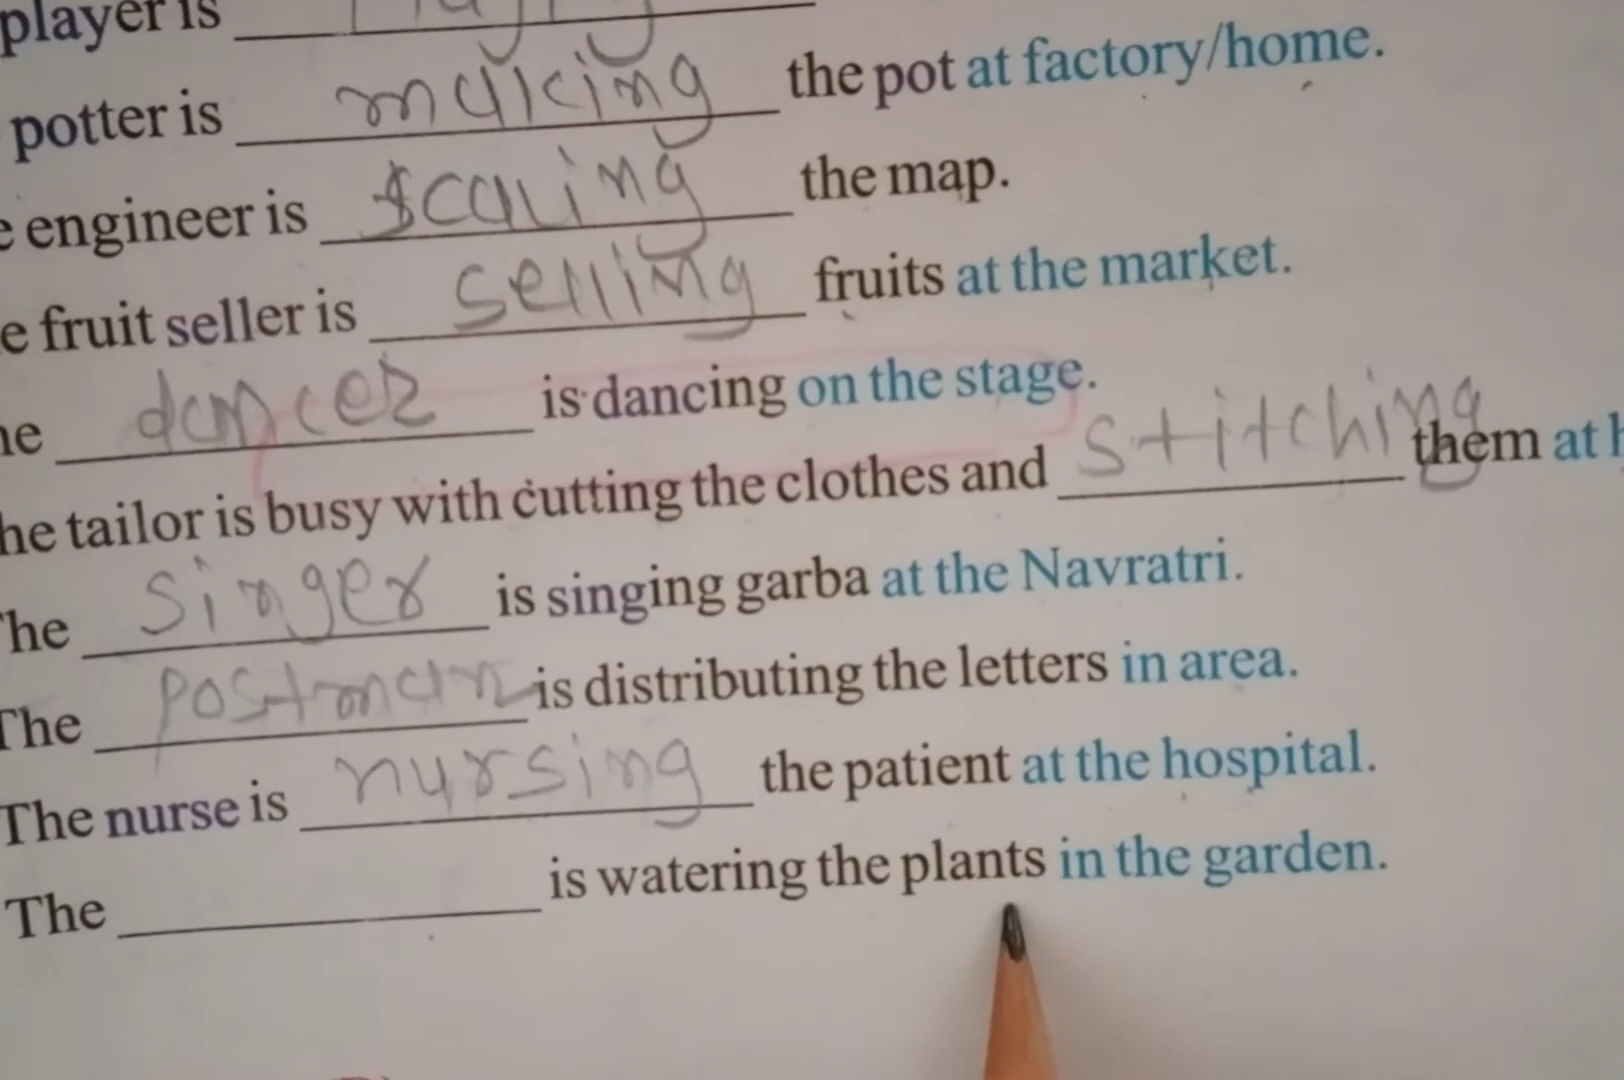 player is
potter is making the pot at factory/home.
engineer is scaling the map.
e fruit seller is selling fruits at the market.
he dancer is dancing on the stage.
he tailor is busy with cutting the clothes and stitching them at h
The singer is singing garba at the Navratri.
The postman is distributing the letters in area.
The nurse is nursing the patient at the hospital.
The is watering the plants in the garden.